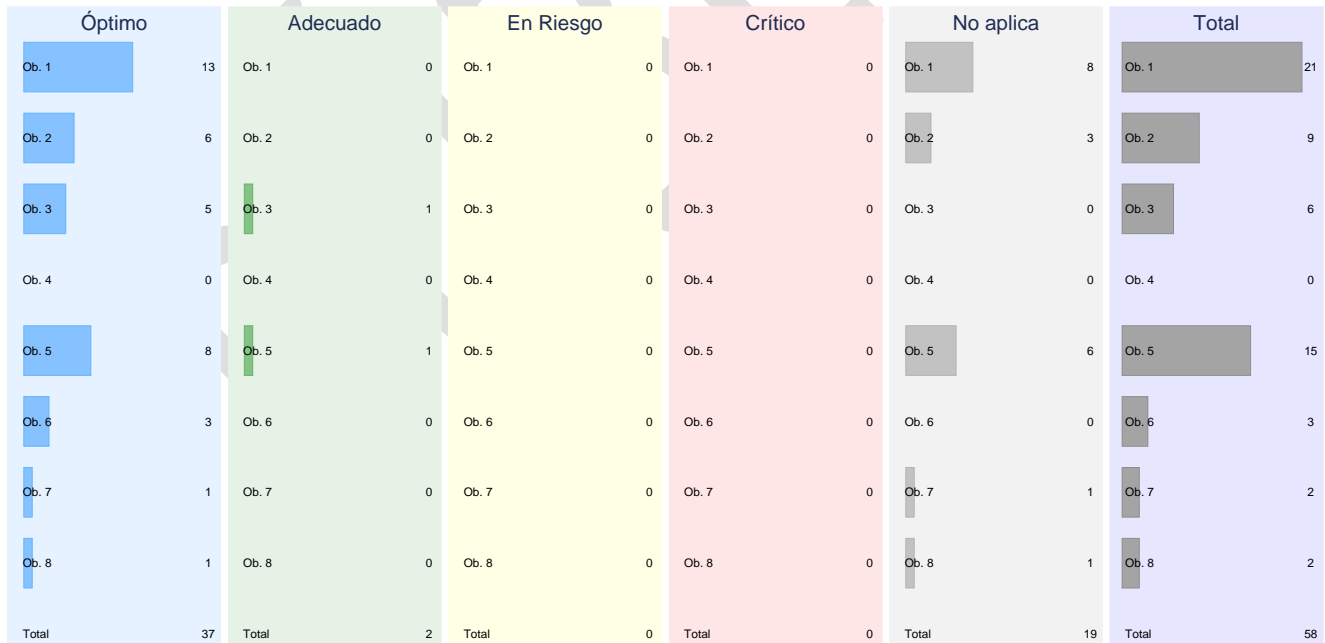 Óptimo Adecuado En Riesgo Crítico No aplica Total
Ob. 1 13 Ob. 1 0 Ob. 1 0 Ob. 1 0 Ob. 1 8 Ob. 1 21
Ob. 2 6 Ob. 2 0 Ob. 2 0 Ob. 2 0 Ob. 2 3 Ob. 2 9
Ob. 3 5 Ob. 3 1 Ob. 3 0 Ob. 3 0 Ob. 3 0 Ob. 3 6
Ob. 4 0 Ob. 4 0 Ob. 4 0 Ob. 4 0 Ob. 4 0 Ob. 4 0
Ob. 5 8 Ob. 5 1 Ob. 5 0 Ob. 5 0 Ob. 5 6 Ob. 5 15
Ob. 6 3 Ob. 6 0 Ob. 6 0 Ob. 6 0 Ob. 6 0 Ob. 6 3
Ob. 7 1 Ob. 7 0 Ob. 7 0 Ob. 7 0 Ob. 7 1 Ob. 7 2
Ob. 8 1 Ob. 8 0 Ob. 8 0 Ob. 8 0 Ob. 8 1 Ob. 8 2
Total 37 Total 2 Total 0 Total 0 Total 19 Total 58